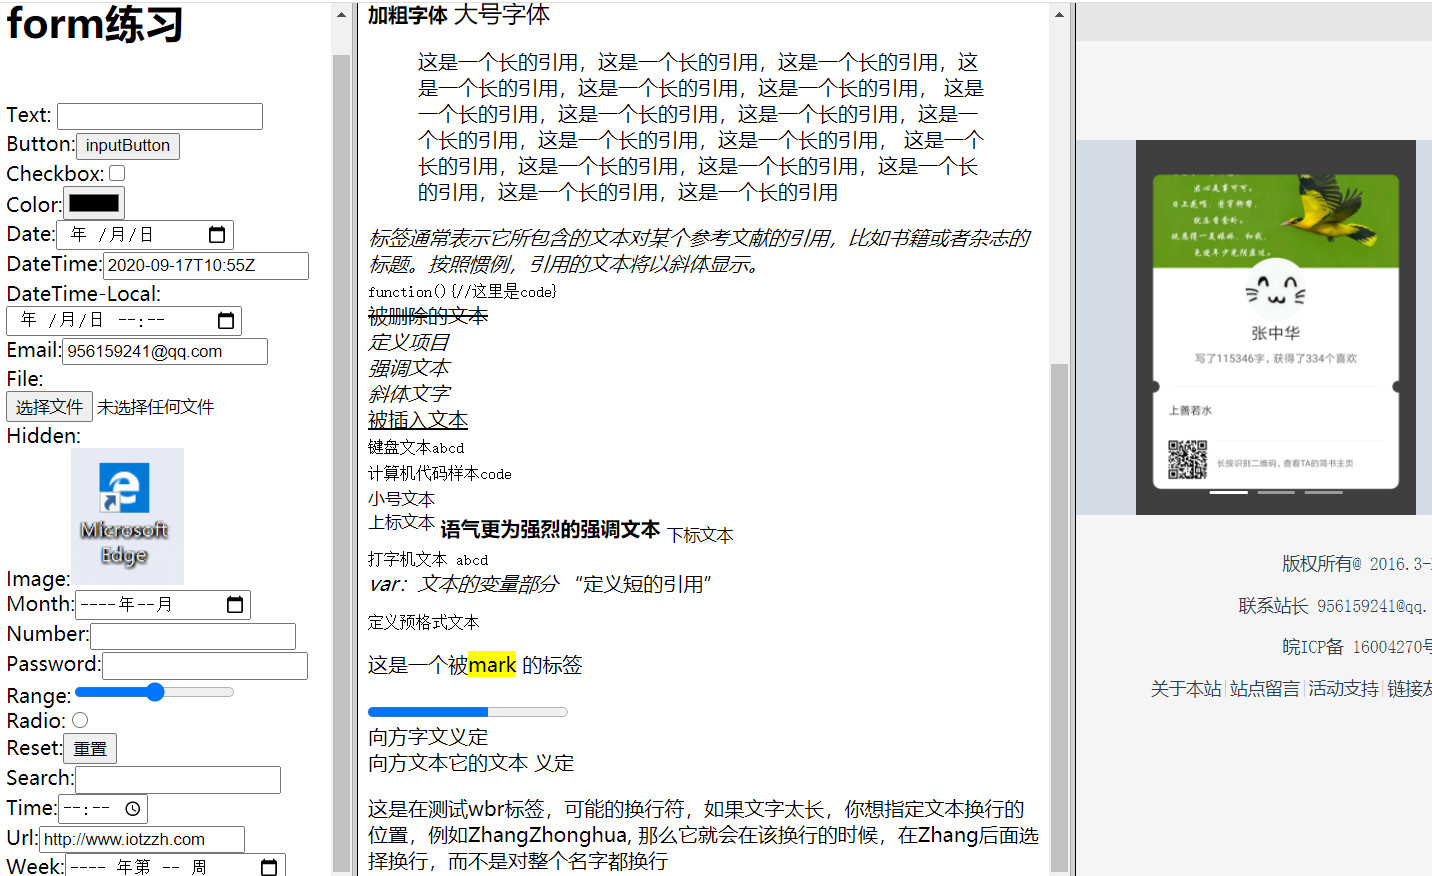 form练习
Text:
Button: inputButton
Checkbox:
Color:
Date: 年 /月/日
DateTime: 2020-09-17T10:55Z
DateTime-Local:
年 /月/日 --:--
Email: 956159241@qq.com
File:
选择文件 未选择任何文件
Hidden:
Microsoft
Edge
Image:
Month: ----年--月
Number:
Password:
Range:
Radio:
Reset: 重置
Search:
Time: --:--
Url: http://www.iotzzh.com
Week: ---- 年第 -- 周
加粗字体 大号字体
这是一个长的引用，这是一个长的引用，这是一个长的引用，这
是一个长的引用，这是一个长的引用，这是一个长的引用， 这是
一个长的引用，这是一个长的引用，这是一个长的引用，这是一
个长的引用，这是一个长的引用，这是一个长的引用， 这是一个
长的引用，这是一个长的引用，这是一个长的引用，这是一个长
的引用，这是一个长的引用，这是一个长的引用
标签通常表示它所包含的文本对某个参考文献的引用，比如书籍或者杂志的
标题。按照惯例，引用的文本将以斜体显示。
function(){//这里是code}
被删除的文本
定义项目
强调文本
斜体文字
被插入文本
键盘文本abcd
计算机代码样本code
小号文本
上标文本 语气更为强烈的强调文本 下标文本
打字机文本 abcd
var：文本的变量部分 “定义短的引用”
定义预格式文本
这是一个被mark 的标签
向方字文义定
向方文本它的文本 义定
这是在测试wbr标签，可能的换行符，如果文字太长，你想指定文本换行的
位置，例如ZhangZhonghua, 那么它就会在该换行的时候，在Zhang后面选
择换行，而不是对整个名字都换行
张中华
写了115346字，获得了334个喜欢
上善若水
长按识别二维码，查看TA的简书主页
版权所有@ 2016.3-
联系站长 956159241@qq.
皖ICP备 16004270号
关于本站|站点留言|活动支持|链接友